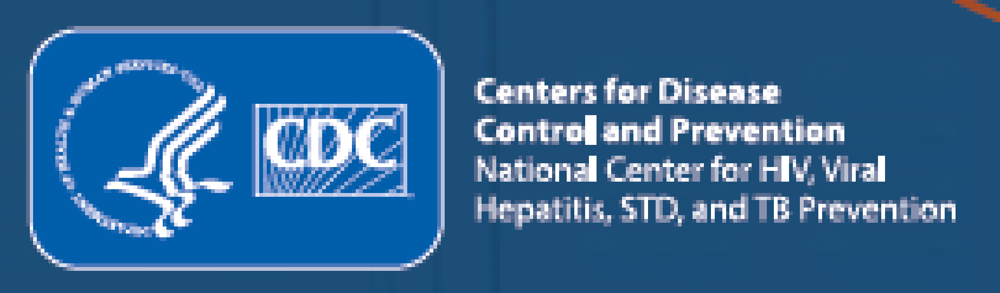 CDC
Centers for Disease
Control and Prevention
National Center for HIV, Viral
Hepatitis, STD, and TB Prevention